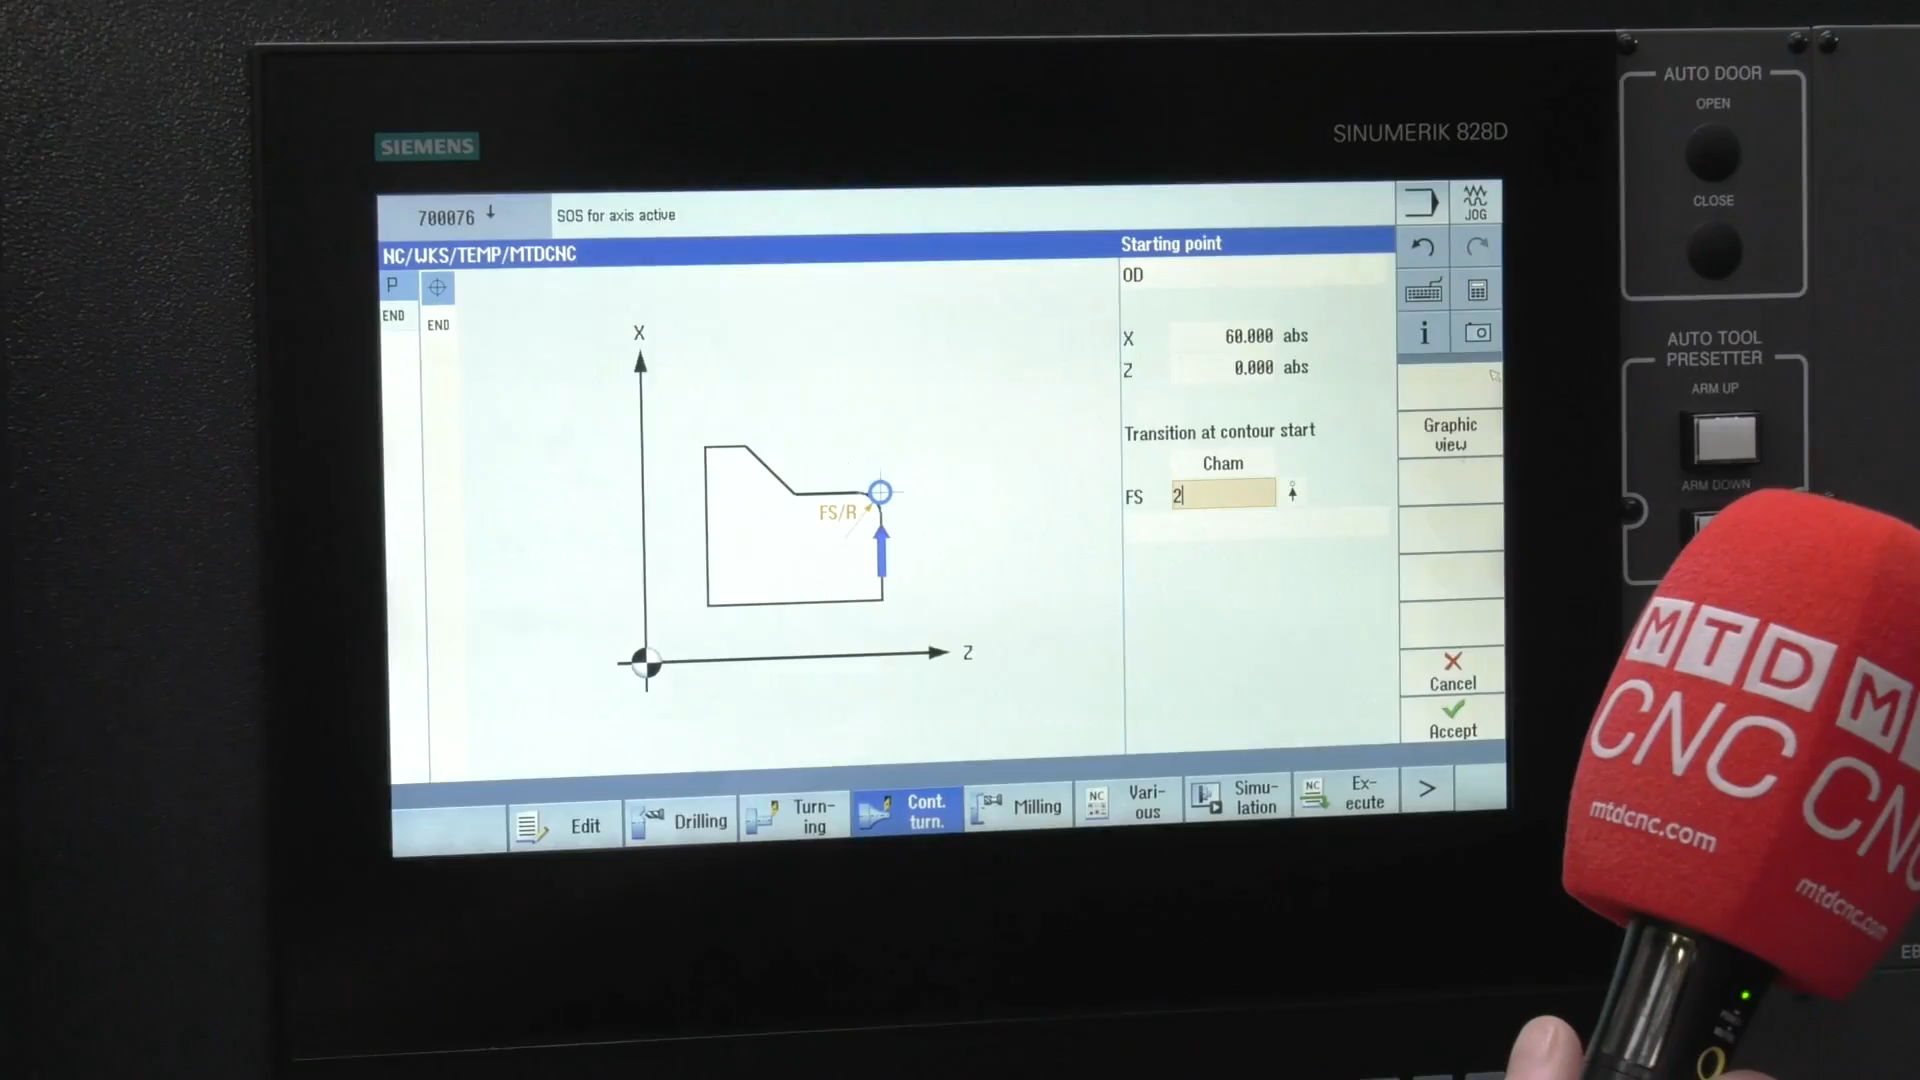 SIEMENS
SINUMERIK 828D
700076
SOS for axis active
JOG
NC/WKS/TEMP/MTDCNC
Starting point
P
END
END
OD
X 60.000 abs
Z 0.000 abs
Transition at contour start
Cham
FS 2
X
FS/R
Z
i
Graphic
view
Cancel
Accept
Edit
Drilling
Turn-
ing
Cont.
turn.
Milling
NC
Vari-
ous
Simu-
lation
NC
Ex-
ecute
>
AUTO DOOR
OPEN
CLOSE
AUTO TOOL
PRESETTER
ARM UP
ARM DOWN
MTD
CNC
mtdcnc.com
M
CN
mtdcnc.co